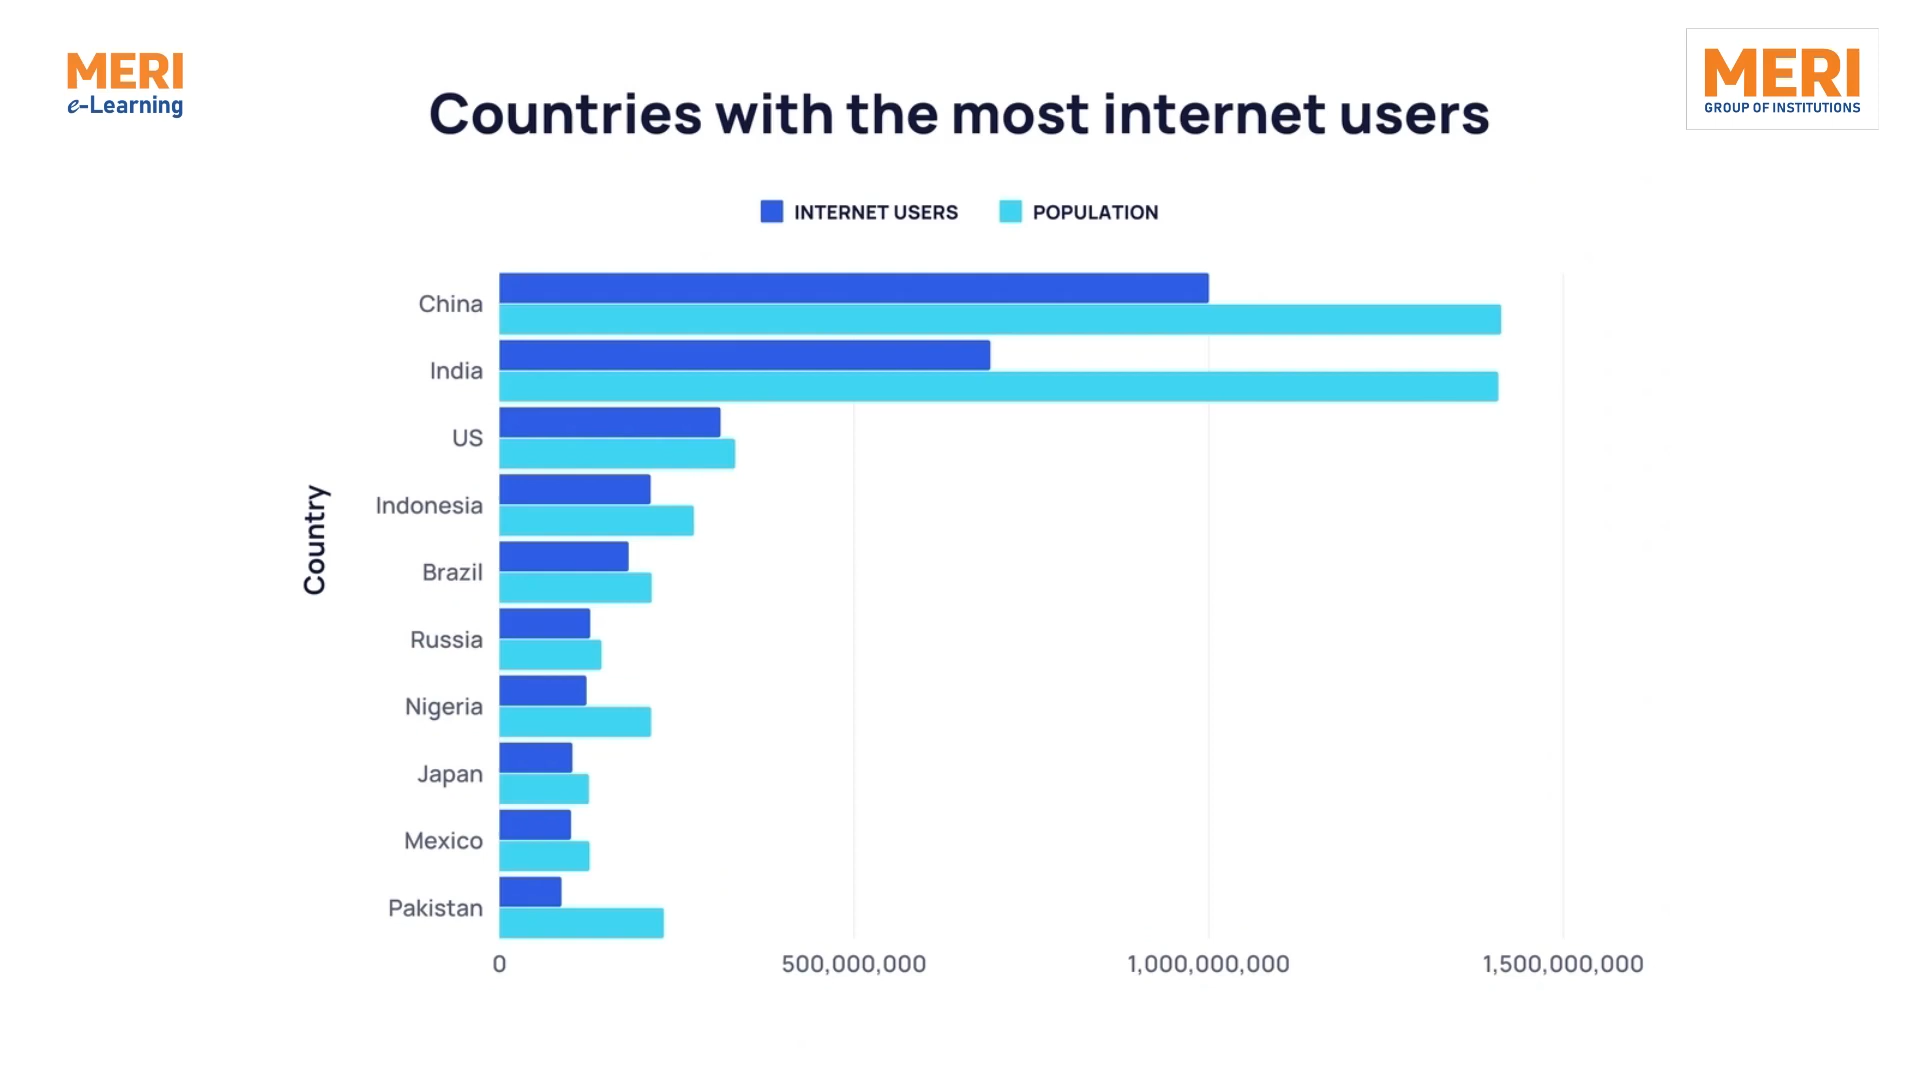 MERI
e-Learning
MERI
GROUP OF INSTITUTIONS
Countries with the most internet users
INTERNET USERS
POPULATION
Country
China
India
US
Indonesia
Brazil
Russia
Nigeria
Japan
Mexico
Pakistan
0
500,000,000
1,000,000,000
1,500,000,000